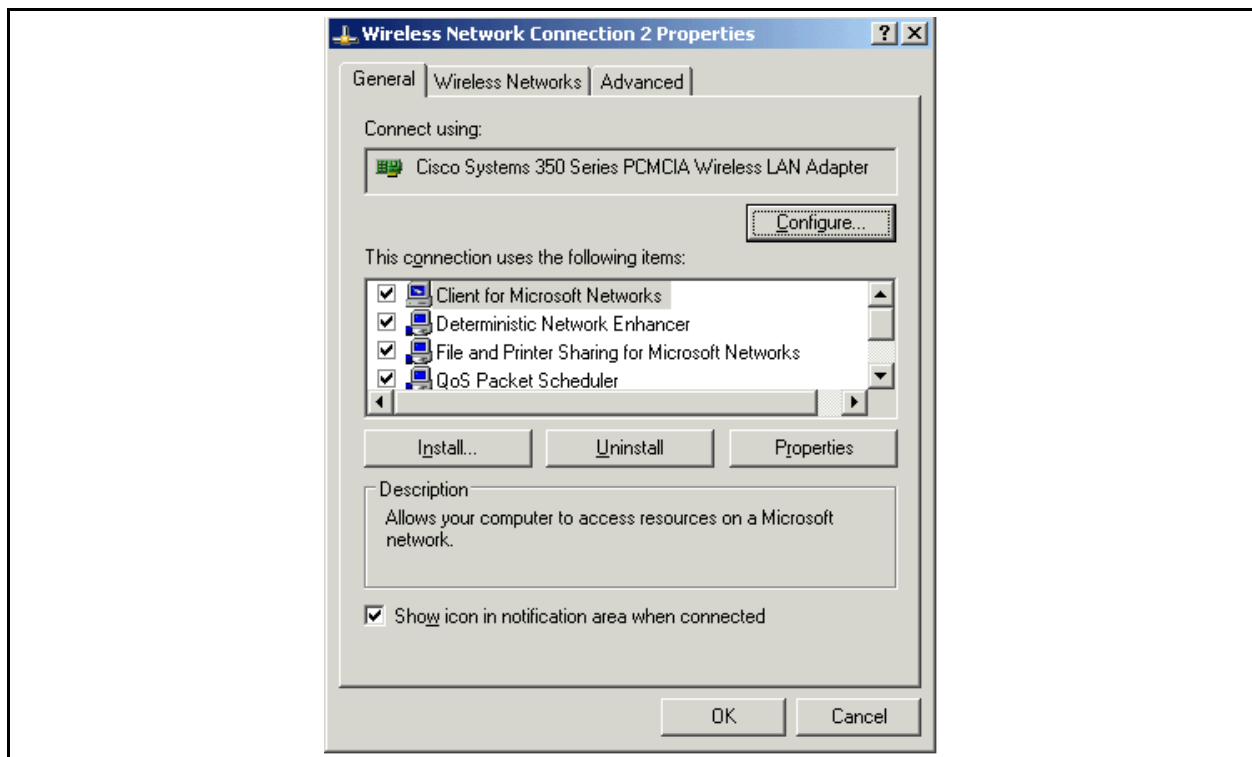 Wireless Network Connection 2 Properties
General
Wireless Networks
Advanced
Connect using:
Cisco Systems 350 Series PCMCIA Wireless LAN Adapter
Configure...
This connection uses the following items:
Client for Microsoft Networks
Deterministic Network Enhancer
File and Printer Sharing for Microsoft Networks
QoS Packet Scheduler
Install...
Uninstall
Properties
Description
Allows your computer to access resources on a Microsoft
network.
Show icon in notification area when connected
OK
Cancel